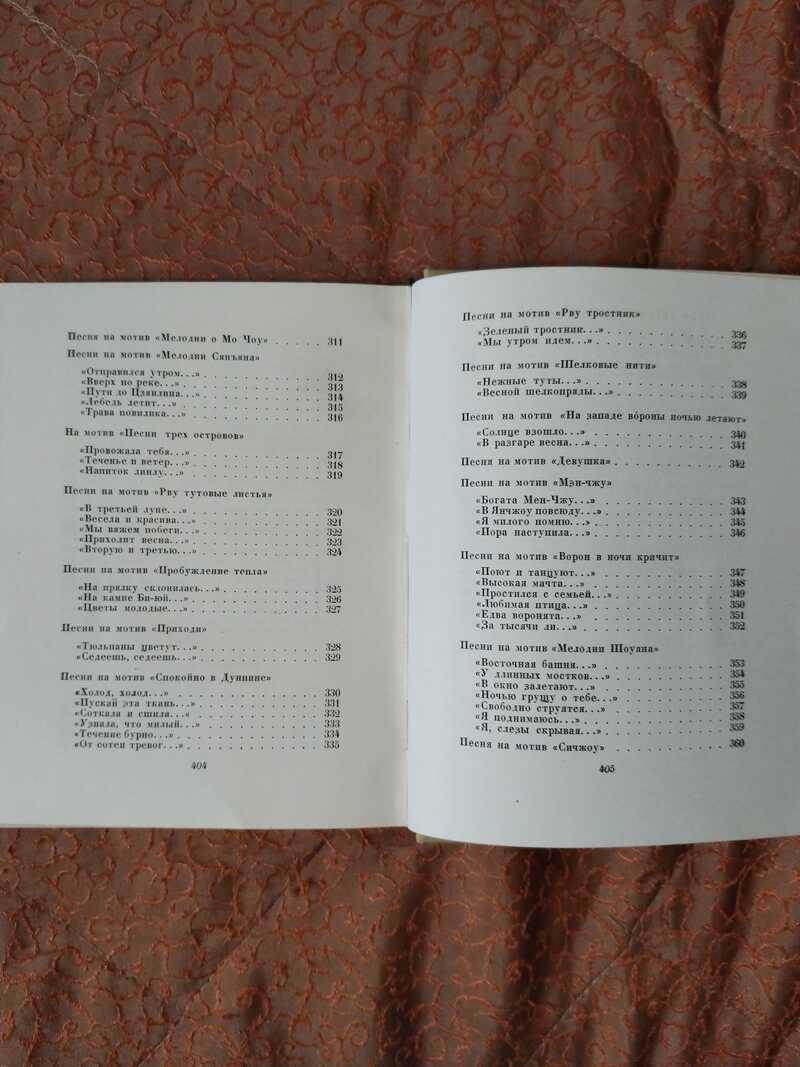 Песня на мотив «Мелодии о Мо Чоу» . . . . . 311
Песни на мотив «Мелодии Сянъяна»
«Отправился утром. . .» . . . . . . . . . 312
«Вверх по реке. . .» . . . . . . . . . . . 313
«Пути до Цзянлина. . .» . . . . . . . . . 314
«Лебедь летит. . .» . . . . . . . . . . . 315
«Трава повилика. . .» . . . . . . . . . . 316
На мотив «Песни трех островов»
«Провожала тебя. . .» . . . . . . . . . . 317
«Теченье и ветер. . .» . . . . . . . . . . 318
«Напиток линлу. . .» . . . . . . . . . . 319
Песни на мотив «Рву тутовые листья»
«В третьей луне. . .» . . . . . . . . . . 320
«Весела и красива. . .» . . . . . . . . . 321
«Мы вяжем побеги. . .» . . . . . . . . . 322
«Приходит весна. . .» . . . . . . . . . . 323
«Вторую и третью. . .» . . . . . . . . . 324
Песни на мотив «Пробуждение тепла»
«На прялку склонилась. . .» . . . . . . . 325
«На камне Би-юй. . .» . . . . . . . . . . 326
«Цветы молодые. . .» . . . . . . . . . . 327
Песни на мотив «Приходи»
«Тюльпаны цветут. . .» . . . . . . . . . 328
«Седеешь, седеешь. . .» . . . . . . . . . 329
Песни на мотив «Спокойно в Дунпине»
«Холод, холод. . .» . . . . . . . . . . . 330
«Пускай эта ткань. . .» . . . . . . . . . 331
«Соткала и сшила. . .» . . . . . . . . . 332
«Узнала, что милый. . .» . . . . . . . . 333
«Течение бурно. . .» . . . . . . . . . . 334
«От сотен тревог. . .» . . . . . . . . . . 335
404
Песни на мотив «Рву тростник»
«Зеленый тростник. . .» . . . . . . . . . 336
«Мы утром идем. . .» . . . . . . . . . . 337
Песни на мотив «Шелковые нити»
«Нежные туты. . .» . . . . . . . . . . . 338
«Весной шелкопряды. . .» . . . . . . . . 339
Песни на мотив «На западе во́роны ночью летают»
«Солнце взошло. . .» . . . . . . . . . . 340
«В разгаре весна. . .» . . . . . . . . . . 341
Песня на мотив «Девушка» . . . . . . . . . 342
Песни на мотив «Мэн-чжу»
«Богата Мен-Чжу. . .» . . . . . . . . . . 343
«В Янчжоу повсюду. . .» . . . . . . . . . 344
«Я милого помню. . .» . . . . . . . . . . 345
«Пора наступила. . .» . . . . . . . . . . 346
Песни на мотив «Ворон в ночи кричит»
«Поют и танцуют. . .» . . . . . . . . . . 347
«Высокая мачта. . .» . . . . . . . . . . 348
«Простился с семьей. . .» . . . . . . . . 349
«Любимая птица. . .» . . . . . . . . . . 350
«Едва воронята. . .» . . . . . . . . . . 351
«За тысячи ли. . .» . . . . . . . . . . . 352
Песни на мотив «Мелодии Шоуяна»
«Восточная башня. . .» . . . . . . . . . 353
«У длинных мостков. . .» . . . . . . . . 354
«В окно залетают. . .» . . . . . . . . . . 355
«Ночью грущу о тебе. . .» . . . . . . . . 356
«Свободно струятся. . .» . . . . . . . . . 357
«Я поднимаюсь. . .» . . . . . . . . . . . 358
«Я, слезы скрывая. . .» . . . . . . . . . 359
Песня на мотив «Сичжоу» . . . . . . . . . 360
405